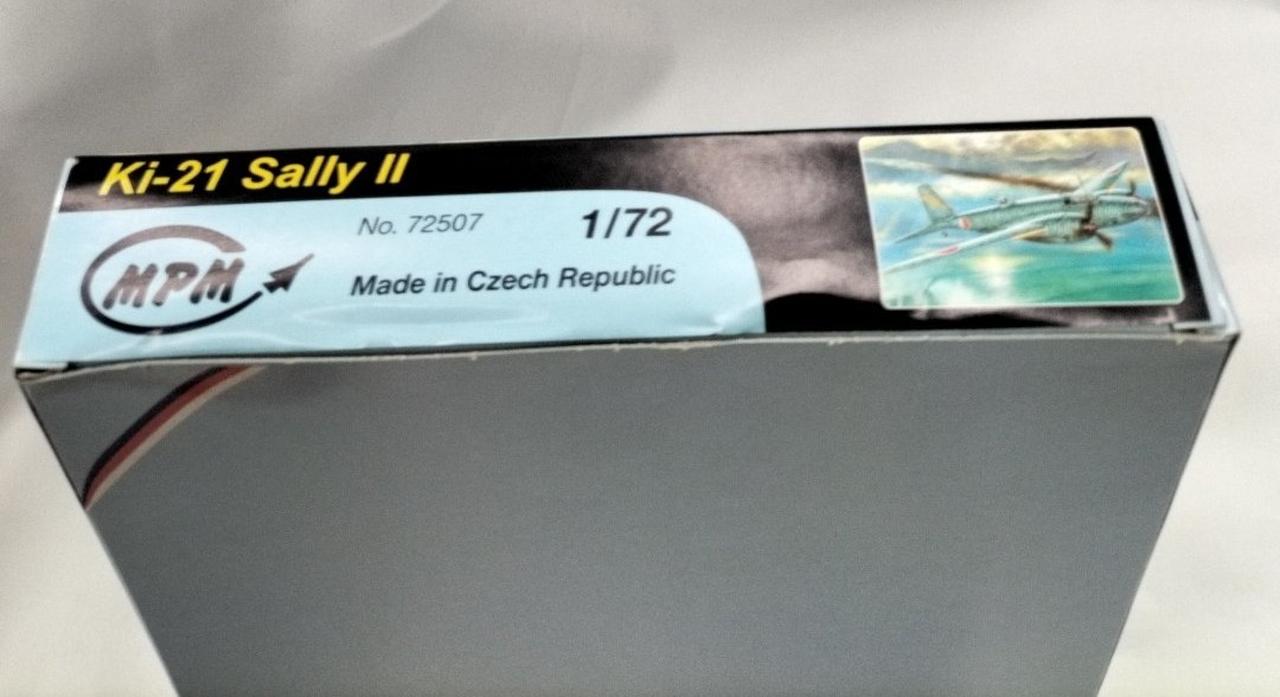 Ki-21 Sally II
No. 72507
1/72
MPM
Made in Czech Republic